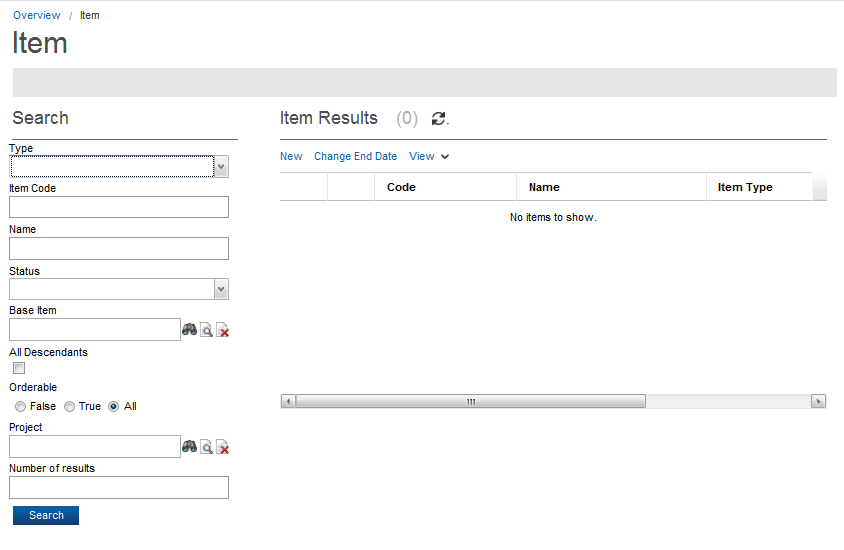 Overview / Item
Item
Search
Type
Item Code
Name
Status
Base Item
All Descendants
Orderable
False True All
Project
Number of results
Search
Item Results (0) .
New Change End Date View
Code Name Item Type
No items to show.